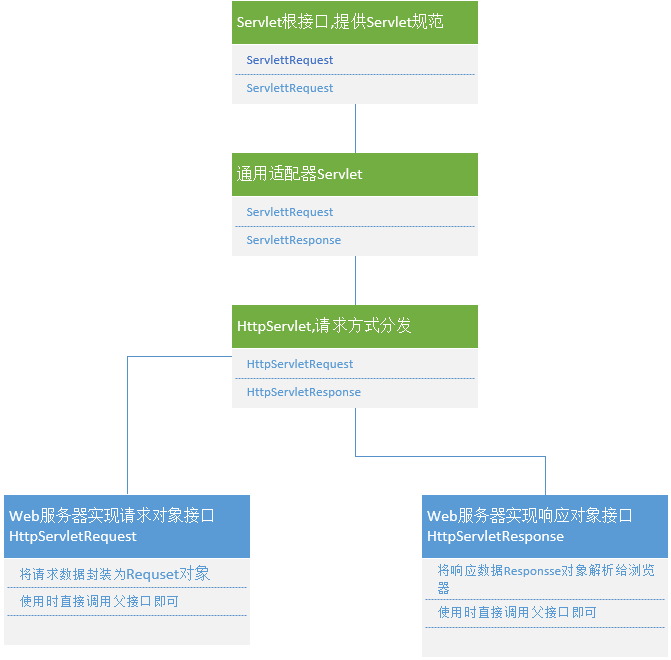 Servlet根接口,提供Servlet规范
ServlettRequest
ServlettRequest
通用适配器Servlet
ServlettRequest
ServlettResponse
HttpServlet,请求方式分发
HttpServletRequest
HttpServletResponse
Web服务器实现请求对象接口
HttpServletRequest
将请求数据封装为Requset对象
使用时直接调用父接口即可
Web服务器实现响应对象接口
HttpServletResponse
将响应数据Responsse对象解析给浏览
器
使用时直接调用父接口即可